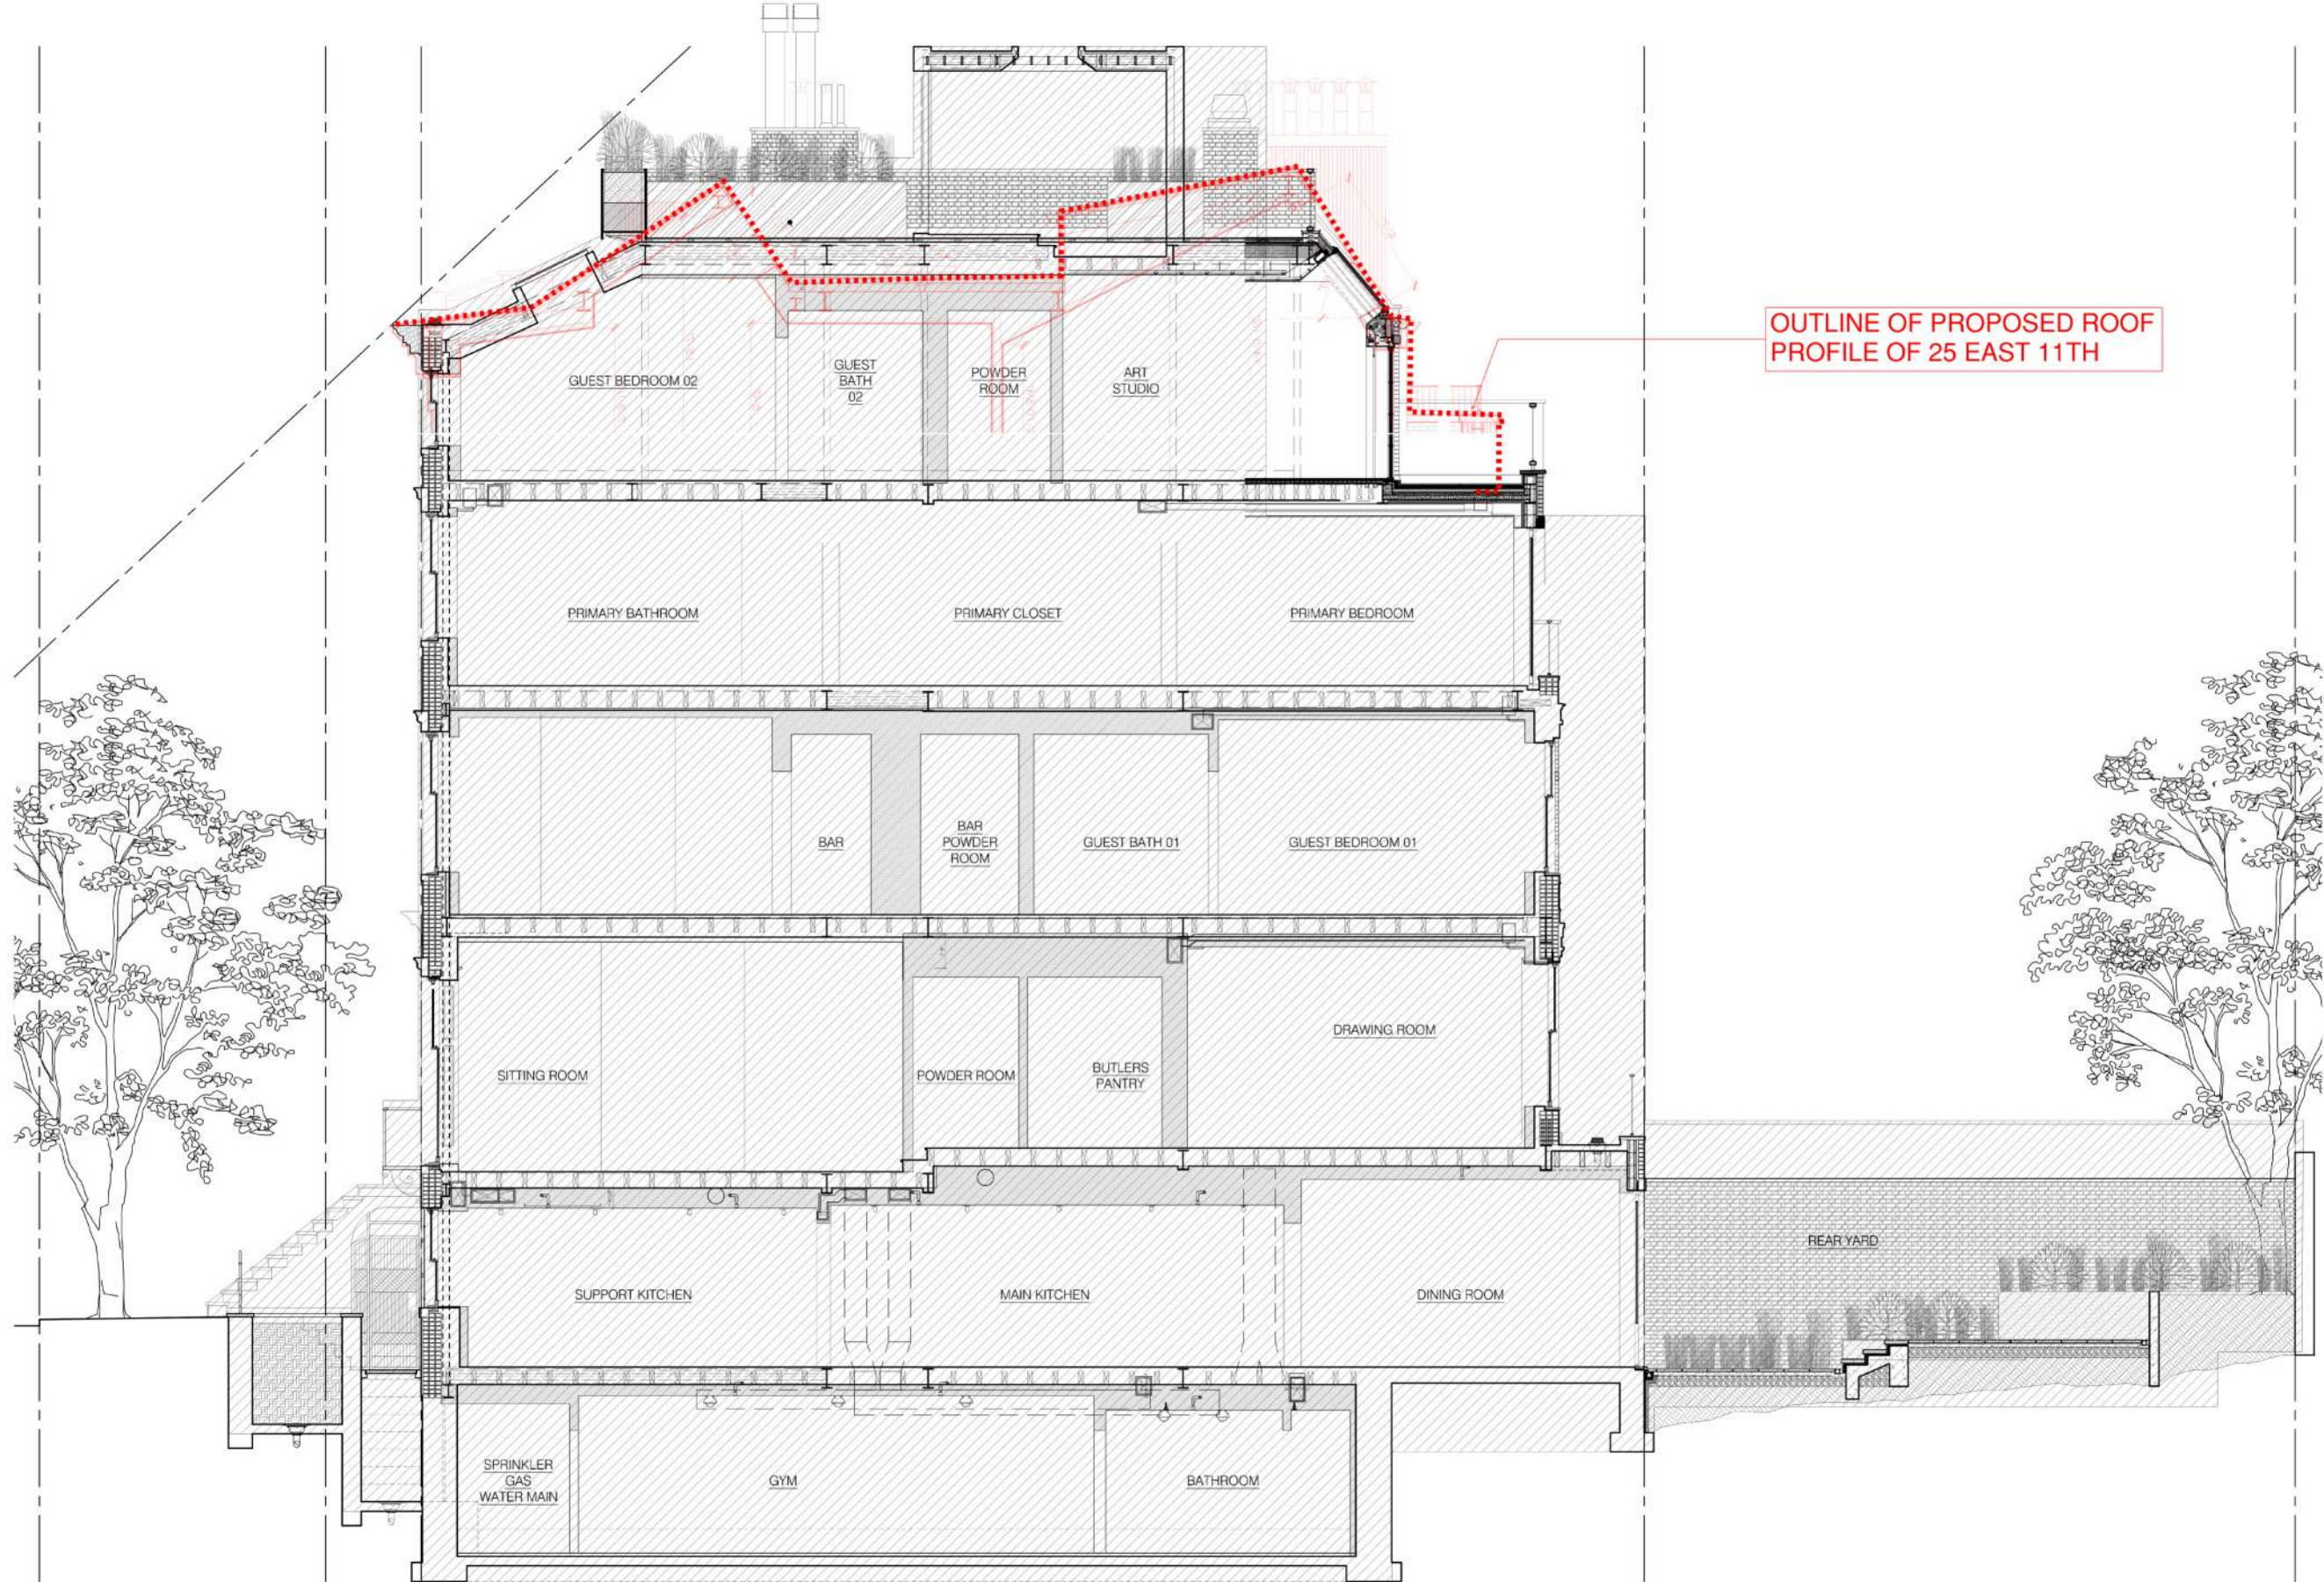 OUTLINE OF PROPOSED ROOF
PROFILE OF 25 EAST 11TH
GUEST BEDROOM 02
GUEST
BATH
02
POWDER
ROOM
ART
STUDIO
PRIMARY BATHROOM
PRIMARY CLOSET
PRIMARY BEDROOM
BAR
BAR
POWDER
ROOM
GUEST BATH 01
GUEST BEDROOM 01
SITTING ROOM
POWDER ROOM
BUTLERS
PANTRY
DRAWING ROOM
SUPPORT KITCHEN
MAIN KITCHEN
DINING ROOM
REAR YARD
SPRINKLER
GAS
WATER MAIN
GYM
BATHROOM